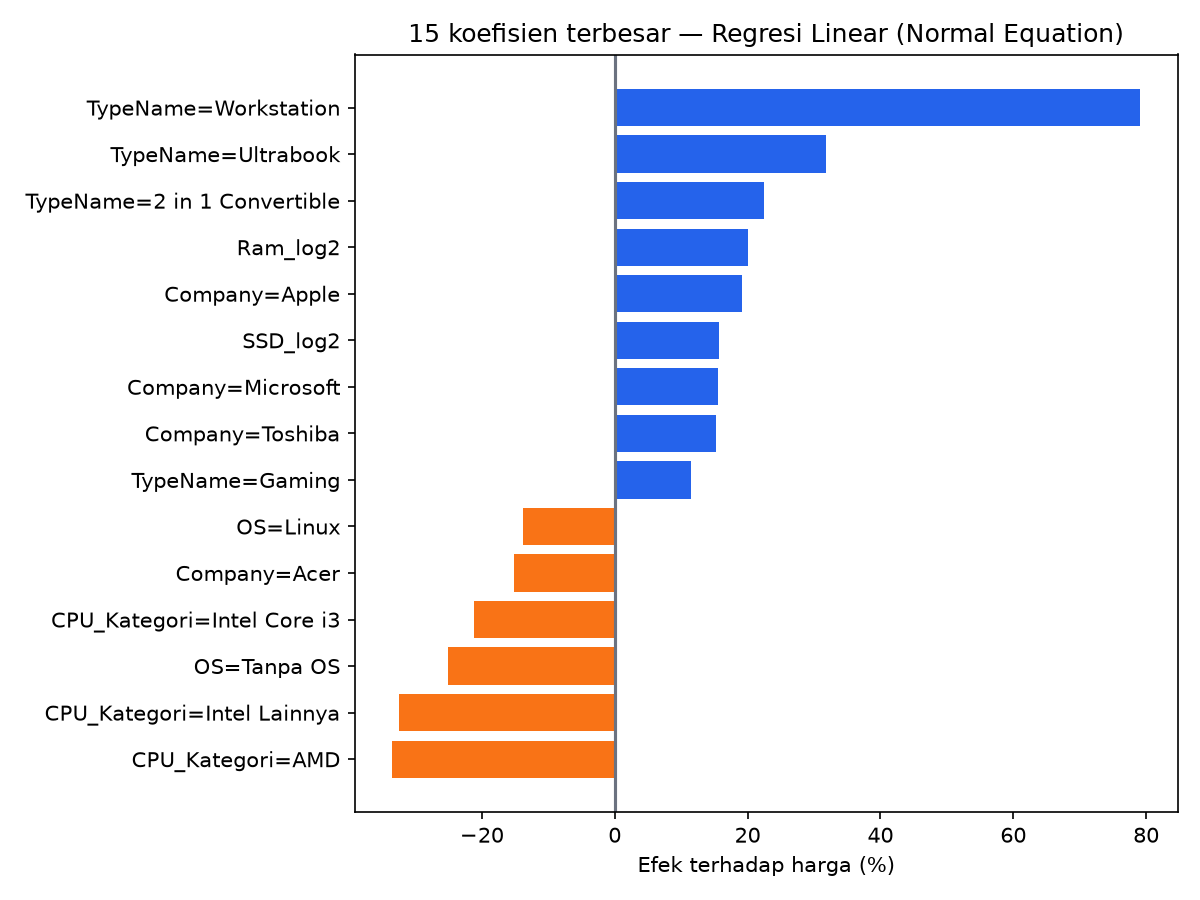 15 koefisien terbesar — Regresi Linear (Normal Equation)
TypeName=Workstation
TypeName=Ultrabook
TypeName=2 in 1 Convertible
Ram_log2
Company=Apple
SSD_log2
Company=Microsoft
Company=Toshiba
TypeName=Gaming
OS=Linux
Company=Acer
CPU_Kategori=Intel Core i3
OS=Tanpa OS
CPU_Kategori=Intel Lainnya
CPU_Kategori=AMD
−20 0 20 40 60 80
Efek terhadap harga (%)